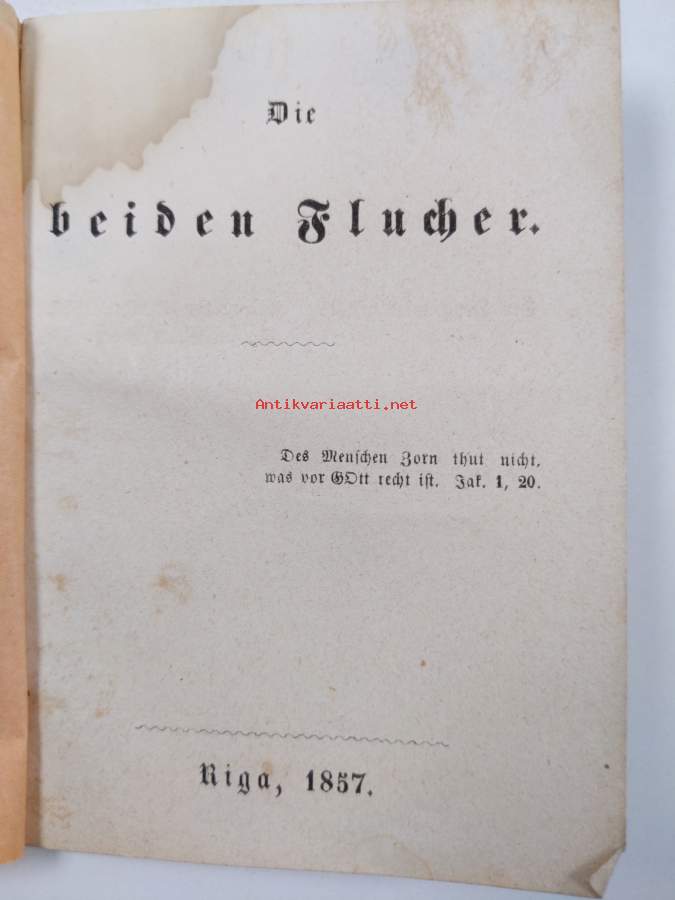 Die
beiden Flucher.
Antikvariaatti.net
Des Menschen Zorn thut nicht,
was vor GOtt recht ist. Jak. 1, 20.
Riga, 1857.